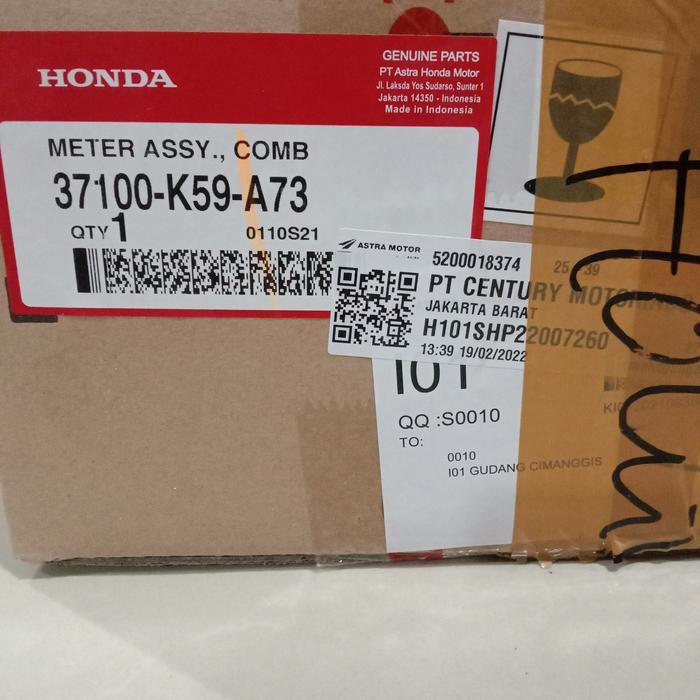 HONDA
GENUINE PARTS
PT Astra Honda Motor
Jl. Laksda Yos Sudarso, Sunter 1
Jakarta 14350 - Indonesia
Made in Indonesia
METER ASSY., COMB
37100-K59-A73
QTY 1
0110S21
ASTRA MOTOR
5200018374
PT CENTURY MOTOR
JAKARTA BARAT
H101SHP22007260
13:39 19/02/2022
25 39
QQ :S0010
TO:
0010
I01 GUDANG CIMANGGIS